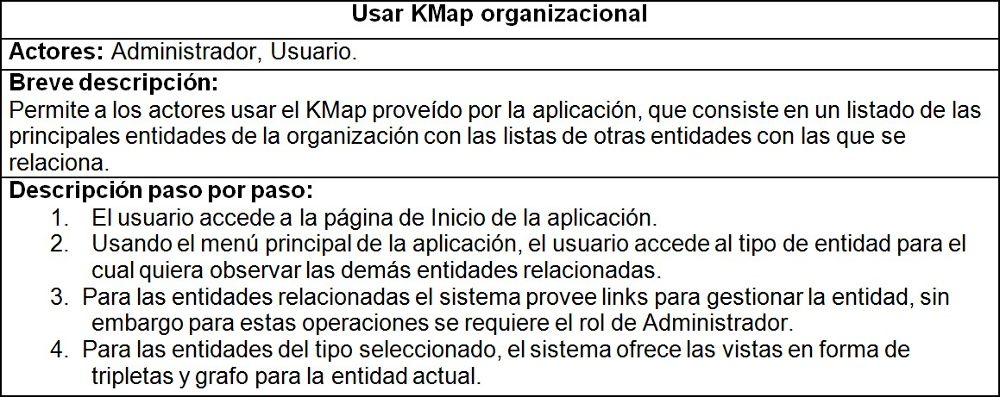 Usar KMap organizacional
Actores: Administrador, Usuario.
Breve descripción:
Permite a los actores usar el KMap proveído por la aplicación, que consiste en un listado de las
principales entidades de la organización con las listas de otras entidades con las que se
relaciona.
Descripción paso por paso:
1. El usuario accede a la página de Inicio de la aplicación.
2. Usando el menú principal de la aplicación, el usuario accede al tipo de entidad para el
cual quiera observar las demás entidades relacionadas.
3. Para las entidades relacionadas el sistema provee links para gestionar la entidad, sin
embargo para estas operaciones se requiere el rol de Administrador.
4. Para las entidades del tipo seleccionado, el sistema ofrece las vistas en forma de
tripletas y grafo para la entidad actual.